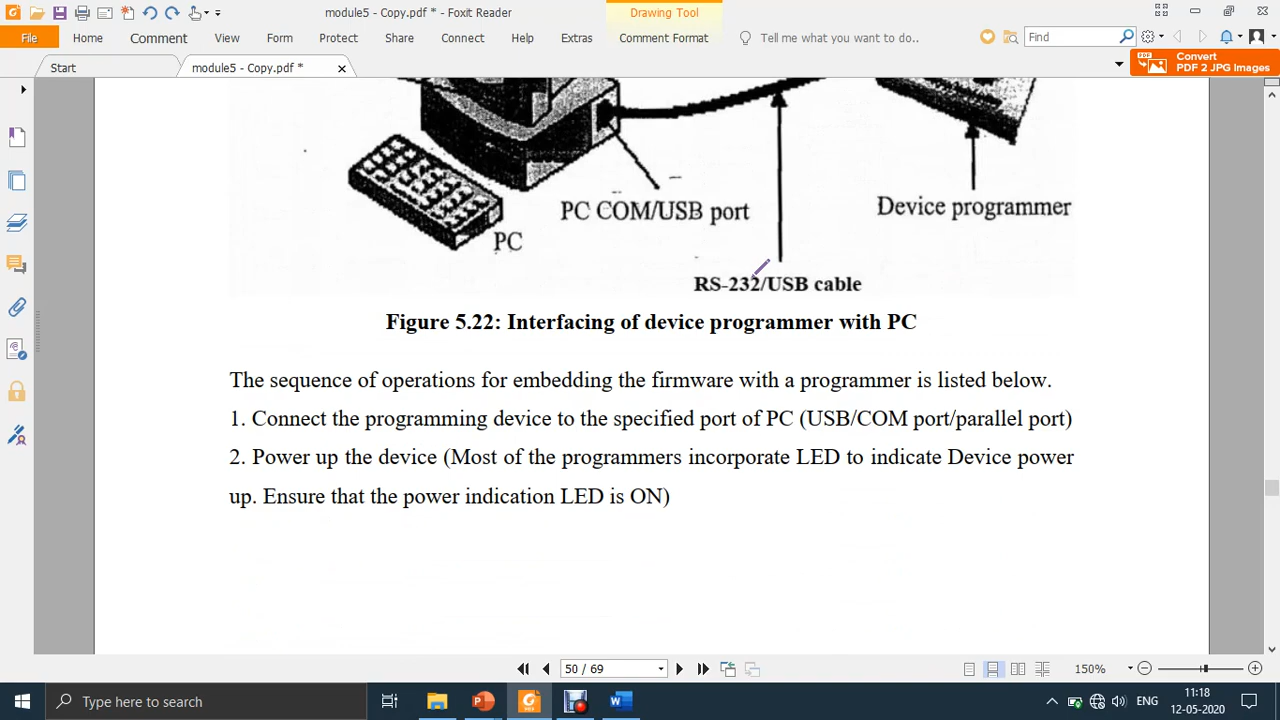 module5 - Copy.pdf * - Foxit Reader
Drawing Tool
File Home Comment View Form Protect Share Connect Help Extras Comment Format Tell me what you want to do.. Find
Start module5 - Copy.pdf *
Convert
PDF 2 JPG Images
PC COM/USB port
Device programmer
PC
RS-232/USB cable
Figure 5.22: Interfacing of device programmer with PC
The sequence of operations for embedding the firmware with a programmer is listed below.
1. Connect the programming device to the specified port of PC (USB/COM port/parallel port)
2. Power up the device (Most of the programmers incorporate LED to indicate Device power
up. Ensure that the power indication LED is ON)
50 / 69 150%
Type here to search
ENG
11:18
12-05-2020